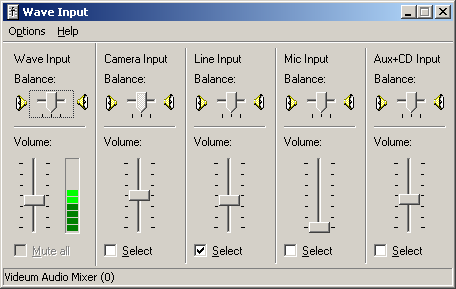 Wave Input
Options Help
Wave Input Camera Input Line Input Mic Input Aux+CD Input
Balance: Balance: Balance: Balance: Balance:
Volume: Volume: Volume: Volume: Volume:
Mute all Select Select Select Select
Videum Audio Mixer (0)